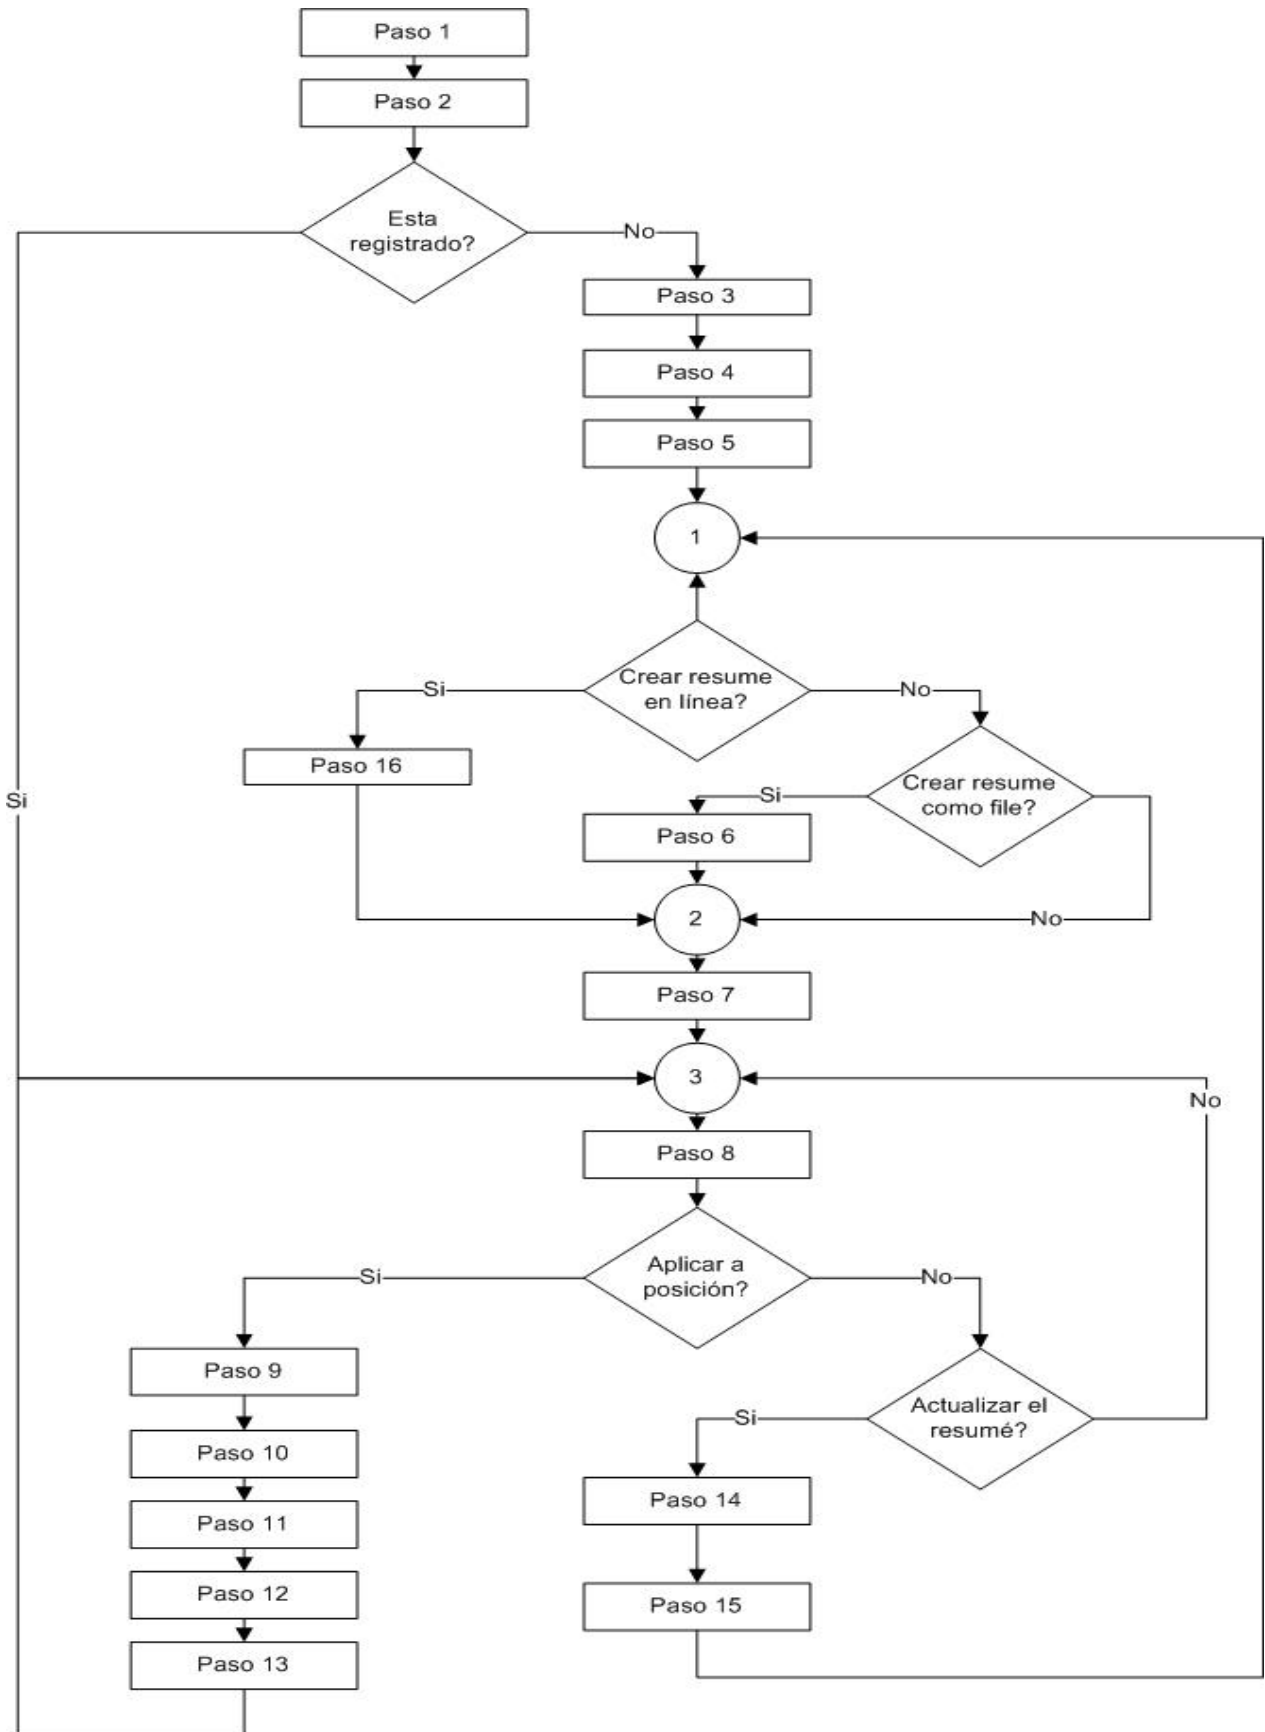 Paso 1
Paso 2
Esta
registrado?
No
Paso 3
Paso 4
Paso 5
1
Crear resume
en línea?
Si
No
Paso 16
Crear resume
como file?
Si
Si
Paso 6
2
No
Paso 7
3
No
Paso 8
Aplicar a
posición?
Si
No
Paso 9
Actualizar el
resumé?
Si
Paso 10
Paso 14
Paso 11
Paso 12
Paso 15
Paso 13